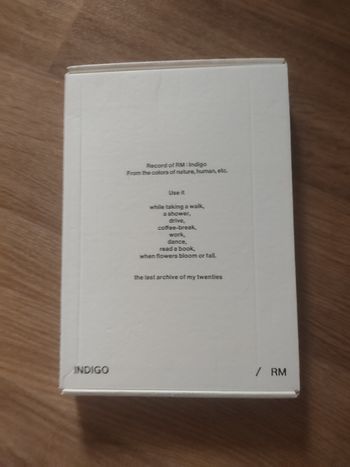 Record of RM : Indigo
From the colors of nature, human, etc.
Use it
while taking a walk,
a shower,
drive,
coffee-break,
work,
dance,
read a book,
when flowers bloom or fall.
the last archive of my twenties
INDIGO / RM